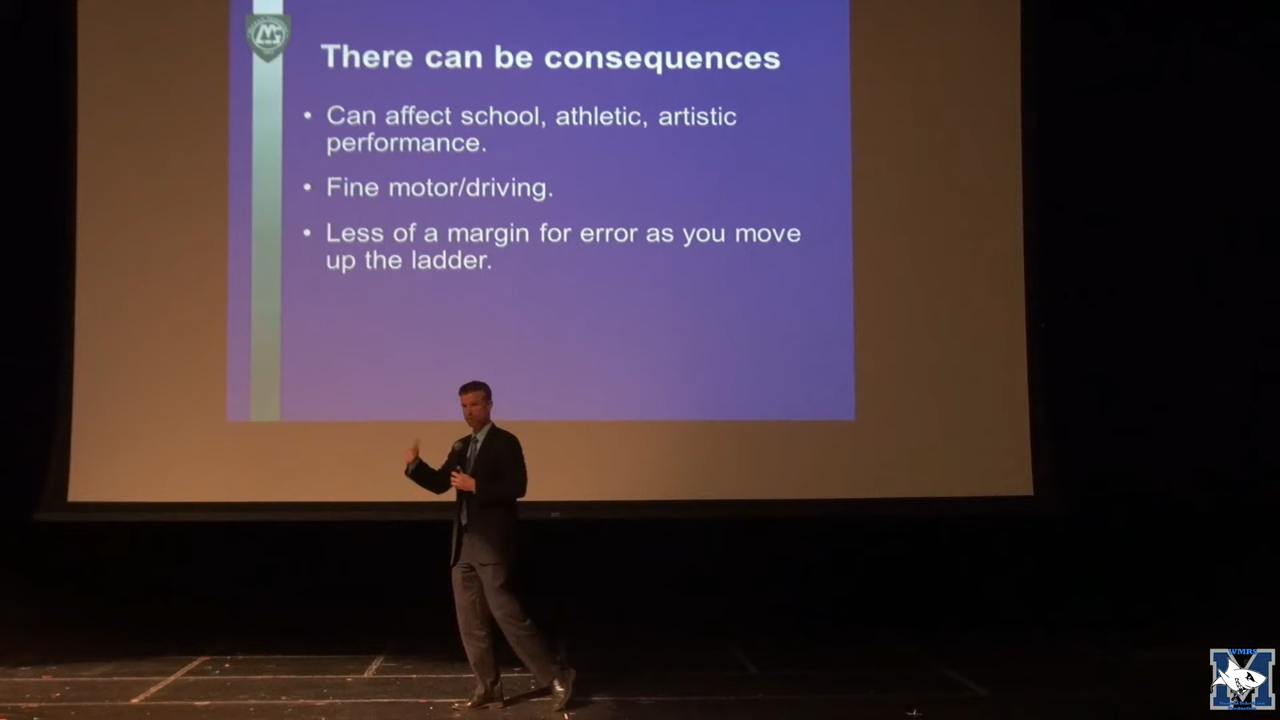 There can be consequences
• Can affect school, athletic, artistic
performance.
• Fine motor/driving.
• Less of a margin for error as you move
up the ladder.
WMRS